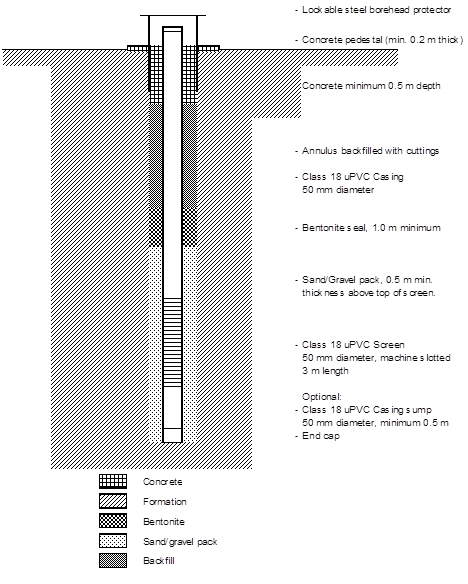 - Lockable steel borehead protector
- Concrete pedestal (min. 0.2 m thick)
Concrete minimum 0.5 m depth
- Annulus backfilled with cuttings
- Class 18 uPVC Casing
50 mm diameter
- Bentonite seal, 1.0 m minimum
- Sand/Gravel pack, 0.5 m min.
thickness above top of screen.
- Class 18 uPVC Screen
50 mm diameter, machine slotted
3 m length
Optional:
- Class 18 uPVC Casing sump
50 mm diameter, minimum 0.5 m
- End cap
Concrete
Formation
Bentonite
Sand/gravel pack
Backfill